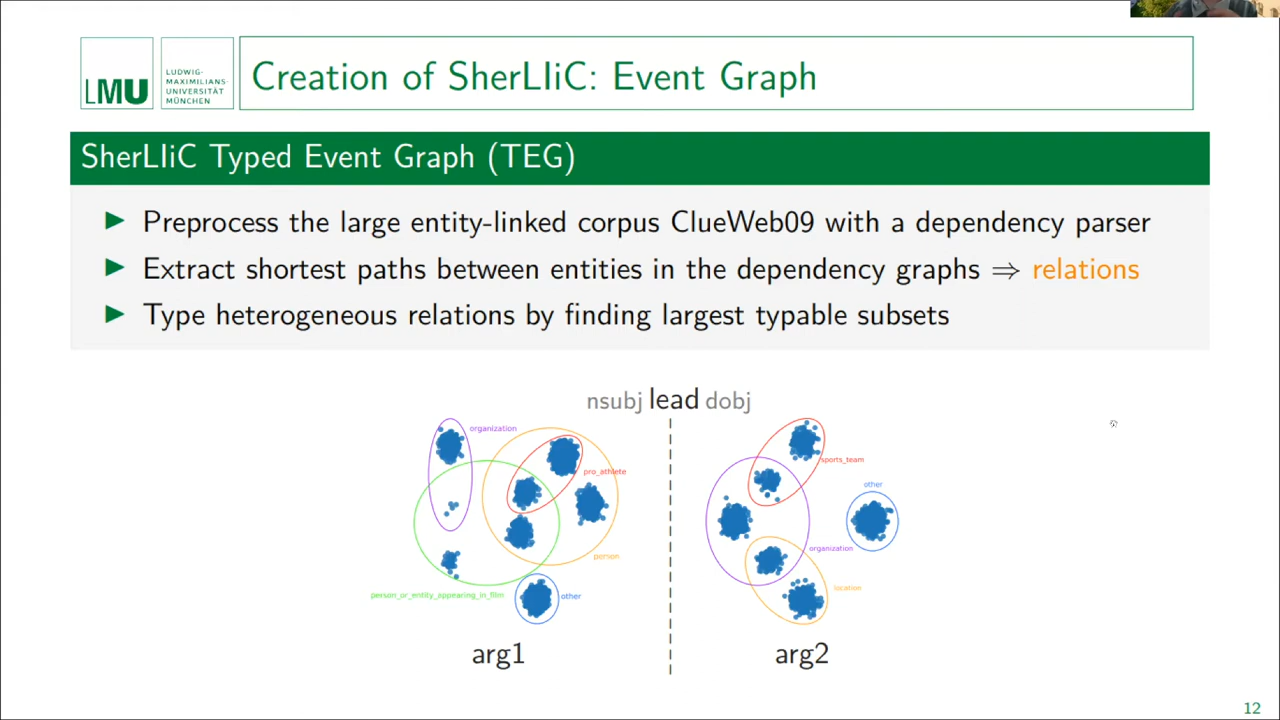 LMU
LUDWIG-
MAXIMILIANS-
UNIVERSITÄT
MÜNCHEN
Creation of SherLIiC: Event Graph
SherLIiC Typed Event Graph (TEG)
Preprocess the large entity-linked corpus ClueWeb09 with a dependency parser
Extract shortest paths between entities in the dependency graphs ⇒ relations
Type heterogeneous relations by finding largest typable subsets
nsubj lead dobj
organization
pro_athlete
person
person_or_entity_appearing_in_film
other
sports_team
other
organization
location
arg1
arg2
12